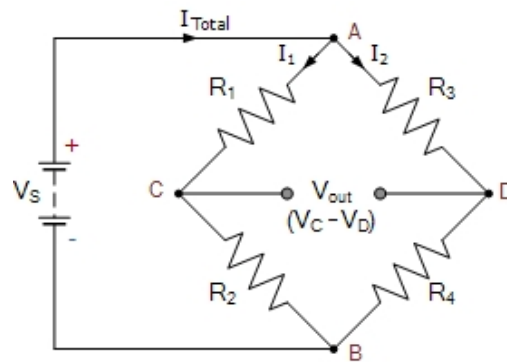 I_Total
A
I₁ I₂
R₁ R₃
+
V_S C V_out D
(V_C – V_D)
-
R₂ R₄
B